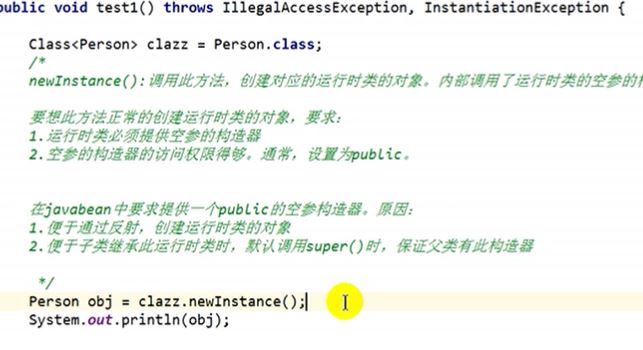 public void test1() throws IllegalAccessException, InstantiationException {
Class<Person> clazz = Person.class;
/*
newInstance():调用此方法，创建对应的运行时类的对象。内部调用了运行时类的空参的
要想此方法正常的创建运行时类的对象，要求：
1.运行时类必须提供空参的构造器
2.空参的构造器的访问权限得够。通常，设置为public。
在javabean中要求提供一个public的空参构造器。原因：
1.便于通过反射，创建运行时类的对象
2.便于子类继承此运行时类时，默认调用super()时，保证父类有此构造器
*/
Person obj = clazz.newInstance();
System.out.println(obj);